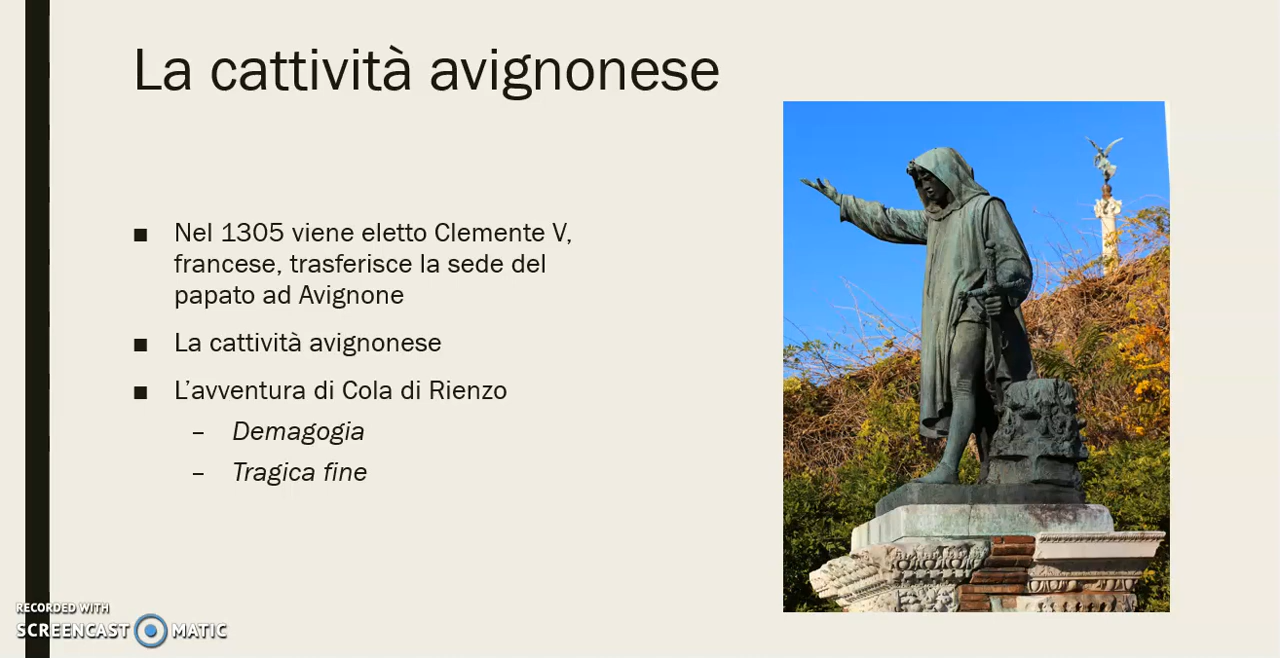 La cattività avignonese
■ Nel 1305 viene eletto Clemente V,
francese, trasferisce la sede del
papato ad Avignone
■ La cattività avignonese
■ L’avventura di Cola di Rienzo
– Demagogia
– Tragica fine
RECORDED WITH
SCREENCAST MATIC